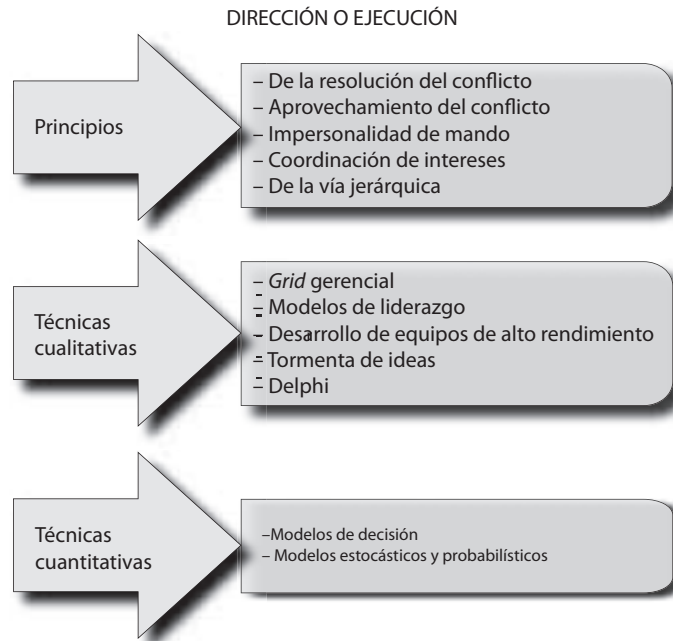 DIRECCIÓN O EJECUCIÓN
Principios
– De la resolución del conflicto
– Aprovechamiento del conflicto
– Impersonalidad de mando
– Coordinación de intereses
– De la vía jerárquica
Técnicas
cualitativas
– Grid gerencial
– Modelos de liderazgo
– Desarrollo de equipos de alto rendimiento
– Tormenta de ideas
– Delphi
Técnicas
cuantitativas
–Modelos de decisión
– Modelos estocásticos y probabilísticos